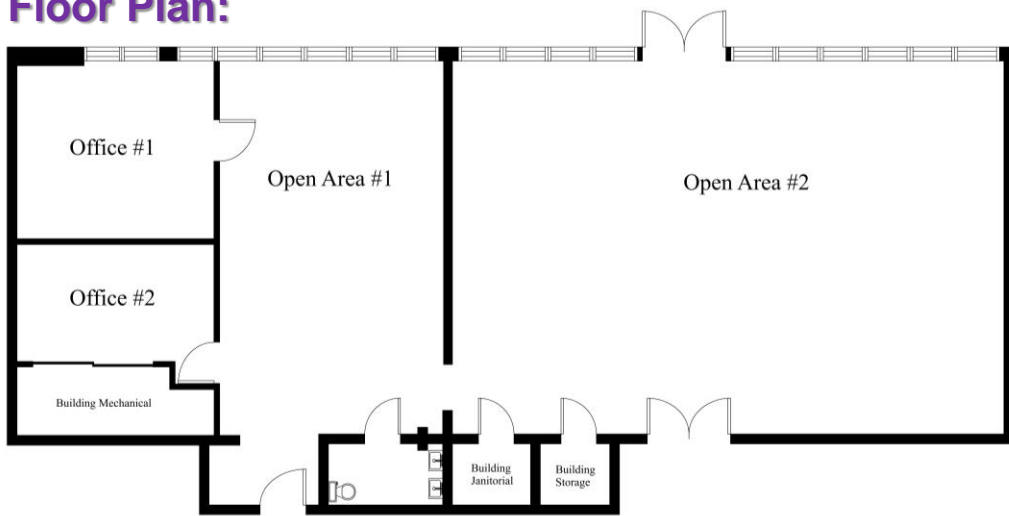 Floor Plan:
Office #1
Open Area #1
Open Area #2
Office #2
Building Mechanical
Building
Janitorial
Building
Storage